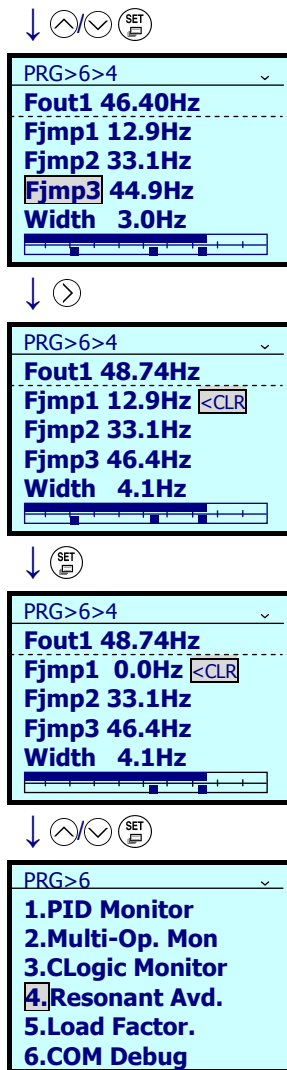 ↓ / SET
PRG>6>4
Fout1 46.40Hz
Fjmp1 12.9Hz
Fjmp2 33.1Hz
Fjmp3 44.9Hz
Width 3.0Hz
↓
PRG>6>4
Fout1 48.74Hz
Fjmp1 12.9Hz <CLR
Fjmp2 33.1Hz
Fjmp3 46.4Hz
Width 4.1Hz
↓ SET
PRG>6>4
Fout1 48.74Hz
Fjmp1 0.0Hz <CLR
Fjmp2 33.1Hz
Fjmp3 46.4Hz
Width 4.1Hz
↓ / SET
PRG>6
1.PID Monitor
2.Multi-Op. Mon
3.CLogic Monitor
4.Resonant Avd.
5.Load Factor.
6.COM Debug